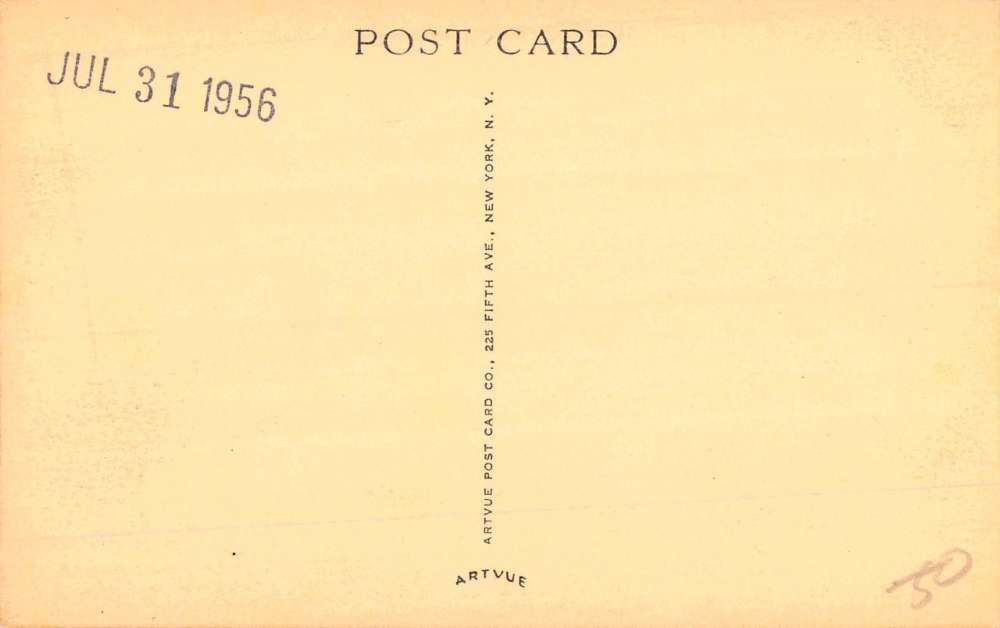 POST CARD
JUL 31 1956
ARTVUE POST CARD CO., 225 FIFTH AVE., NEW YORK, N. Y.
ARTVUE
50